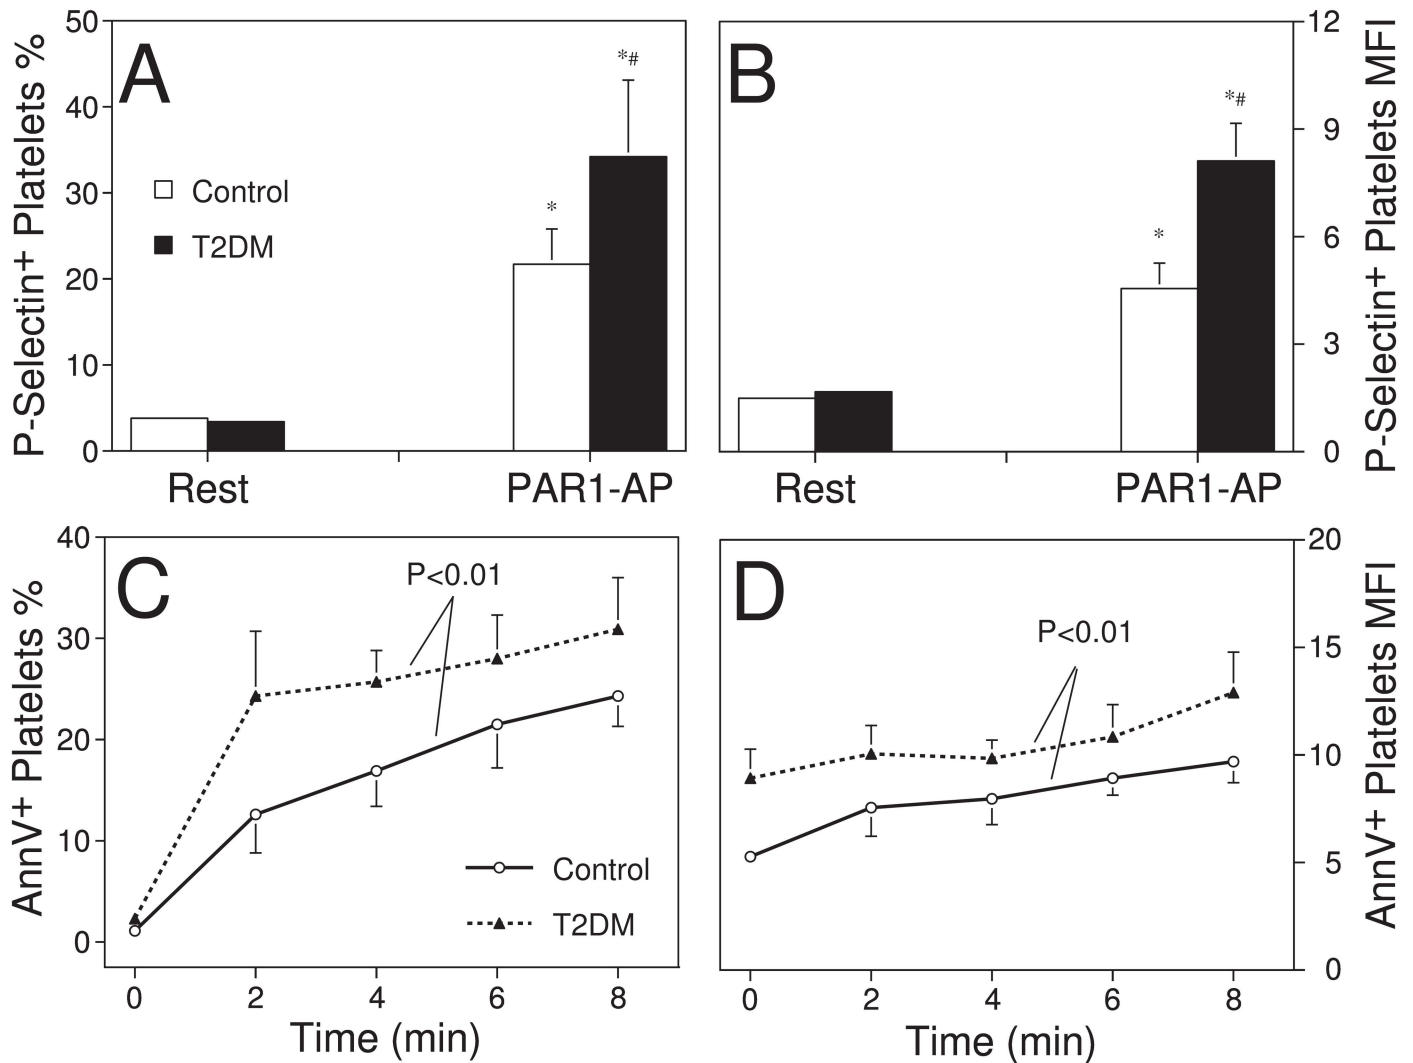 A
P-Selectin⁺ Platelets %
50
40
30
20
10
0
Control
T2DM
*
*#
Rest
PAR1-AP
B
*
*#
Rest
PAR1-AP
12
9
6
3
0
P-Selectin⁺ Platelets MFI
C
AnnV⁺ Platelets %
40
30
20
10
0
P<0.01
Control
T2DM
0 2 4 6 8
Time (min)
D
P<0.01
20
15
10
5
0
AnnV⁺ Platelets MFI
0 2 4 6 8
Time (min)